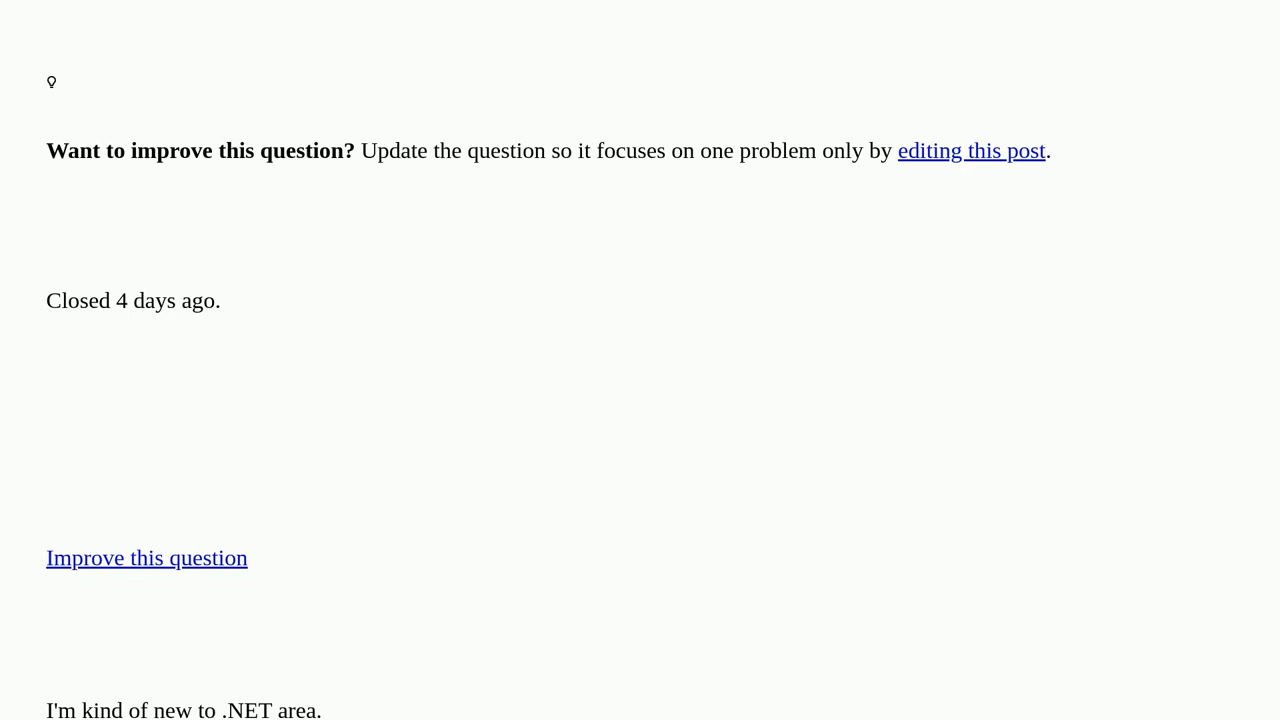 Want to improve this question? Update the question so it focuses on one problem only by editing this post.
Closed 4 days ago.
Improve this question
I'm kind of new to .NET area.